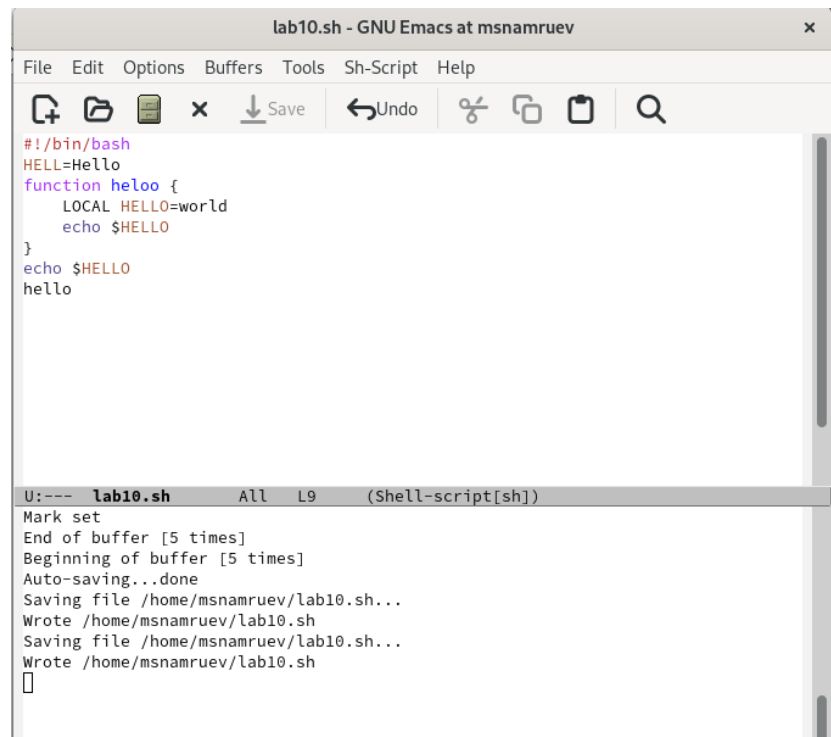 lab10.sh - GNU Emacs at msnamruev ×
File Edit Options Buffers Tools Sh-Script Help
Save Undo
#!/bin/bash
HELL=Hello
function heloo {
    LOCAL HELLO=world
    echo $HELLO
}
echo $HELLO
hello
U:--- lab10.sh All L9 (Shell-script[sh])
Mark set
End of buffer [5 times]
Beginning of buffer [5 times]
Auto-saving...done
Saving file /home/msnamruev/lab10.sh...
Wrote /home/msnamruev/lab10.sh
Saving file /home/msnamruev/lab10.sh...
Wrote /home/msnamruev/lab10.sh